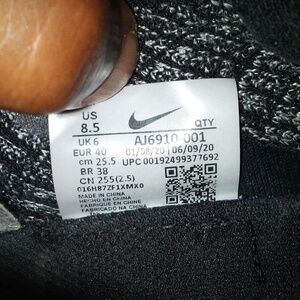 US
8.5
QTY
UK 6 AJ6910 001
EUR 40 01/08/20 06/09/20
cm 25.5 UPC 00192499377692
BR 38
CN 255(2.5)
016H87ZF1XMX0
MADE IN CHINA
HECHO EN CHINA
FABRIQUE EN CHINE
FABRICADO EN CHINA